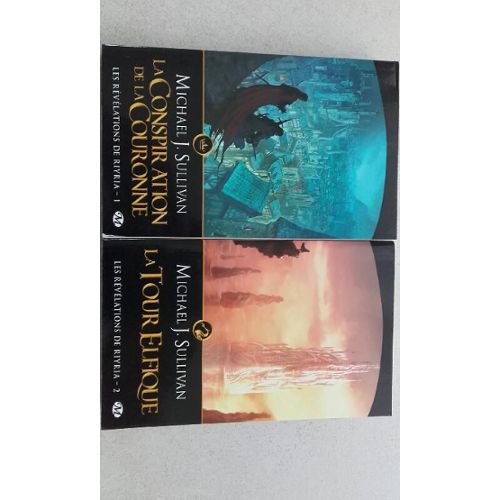 MICHAEL J. SULLIVAN
LA CONSPIRATION
DE LA COURONNE
LES RÉVÉLATIONS DE RIYRIA – 1
M
MICHAEL J. SULLIVAN
LA TOUR ELFIQUE
LES RÉVÉLATIONS DE RIYRIA – 2
M